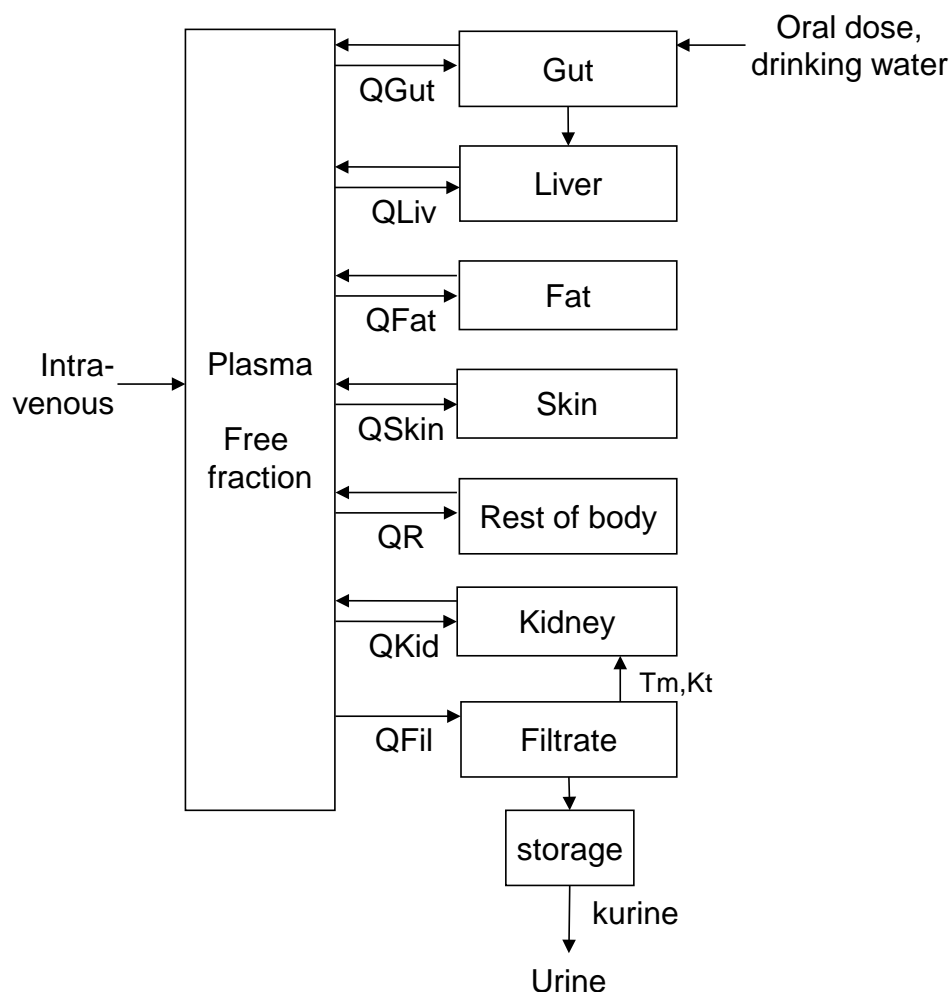 Oral dose,
drinking water
Gut
QGut
Liver
QLiv
Fat
QFat
Intra-
venous
Plasma
Free
fraction
Skin
QSkin
Rest of body
QR
Kidney
QKid
Tm,Kt
Filtrate
QFil
storage
kurine
Urine